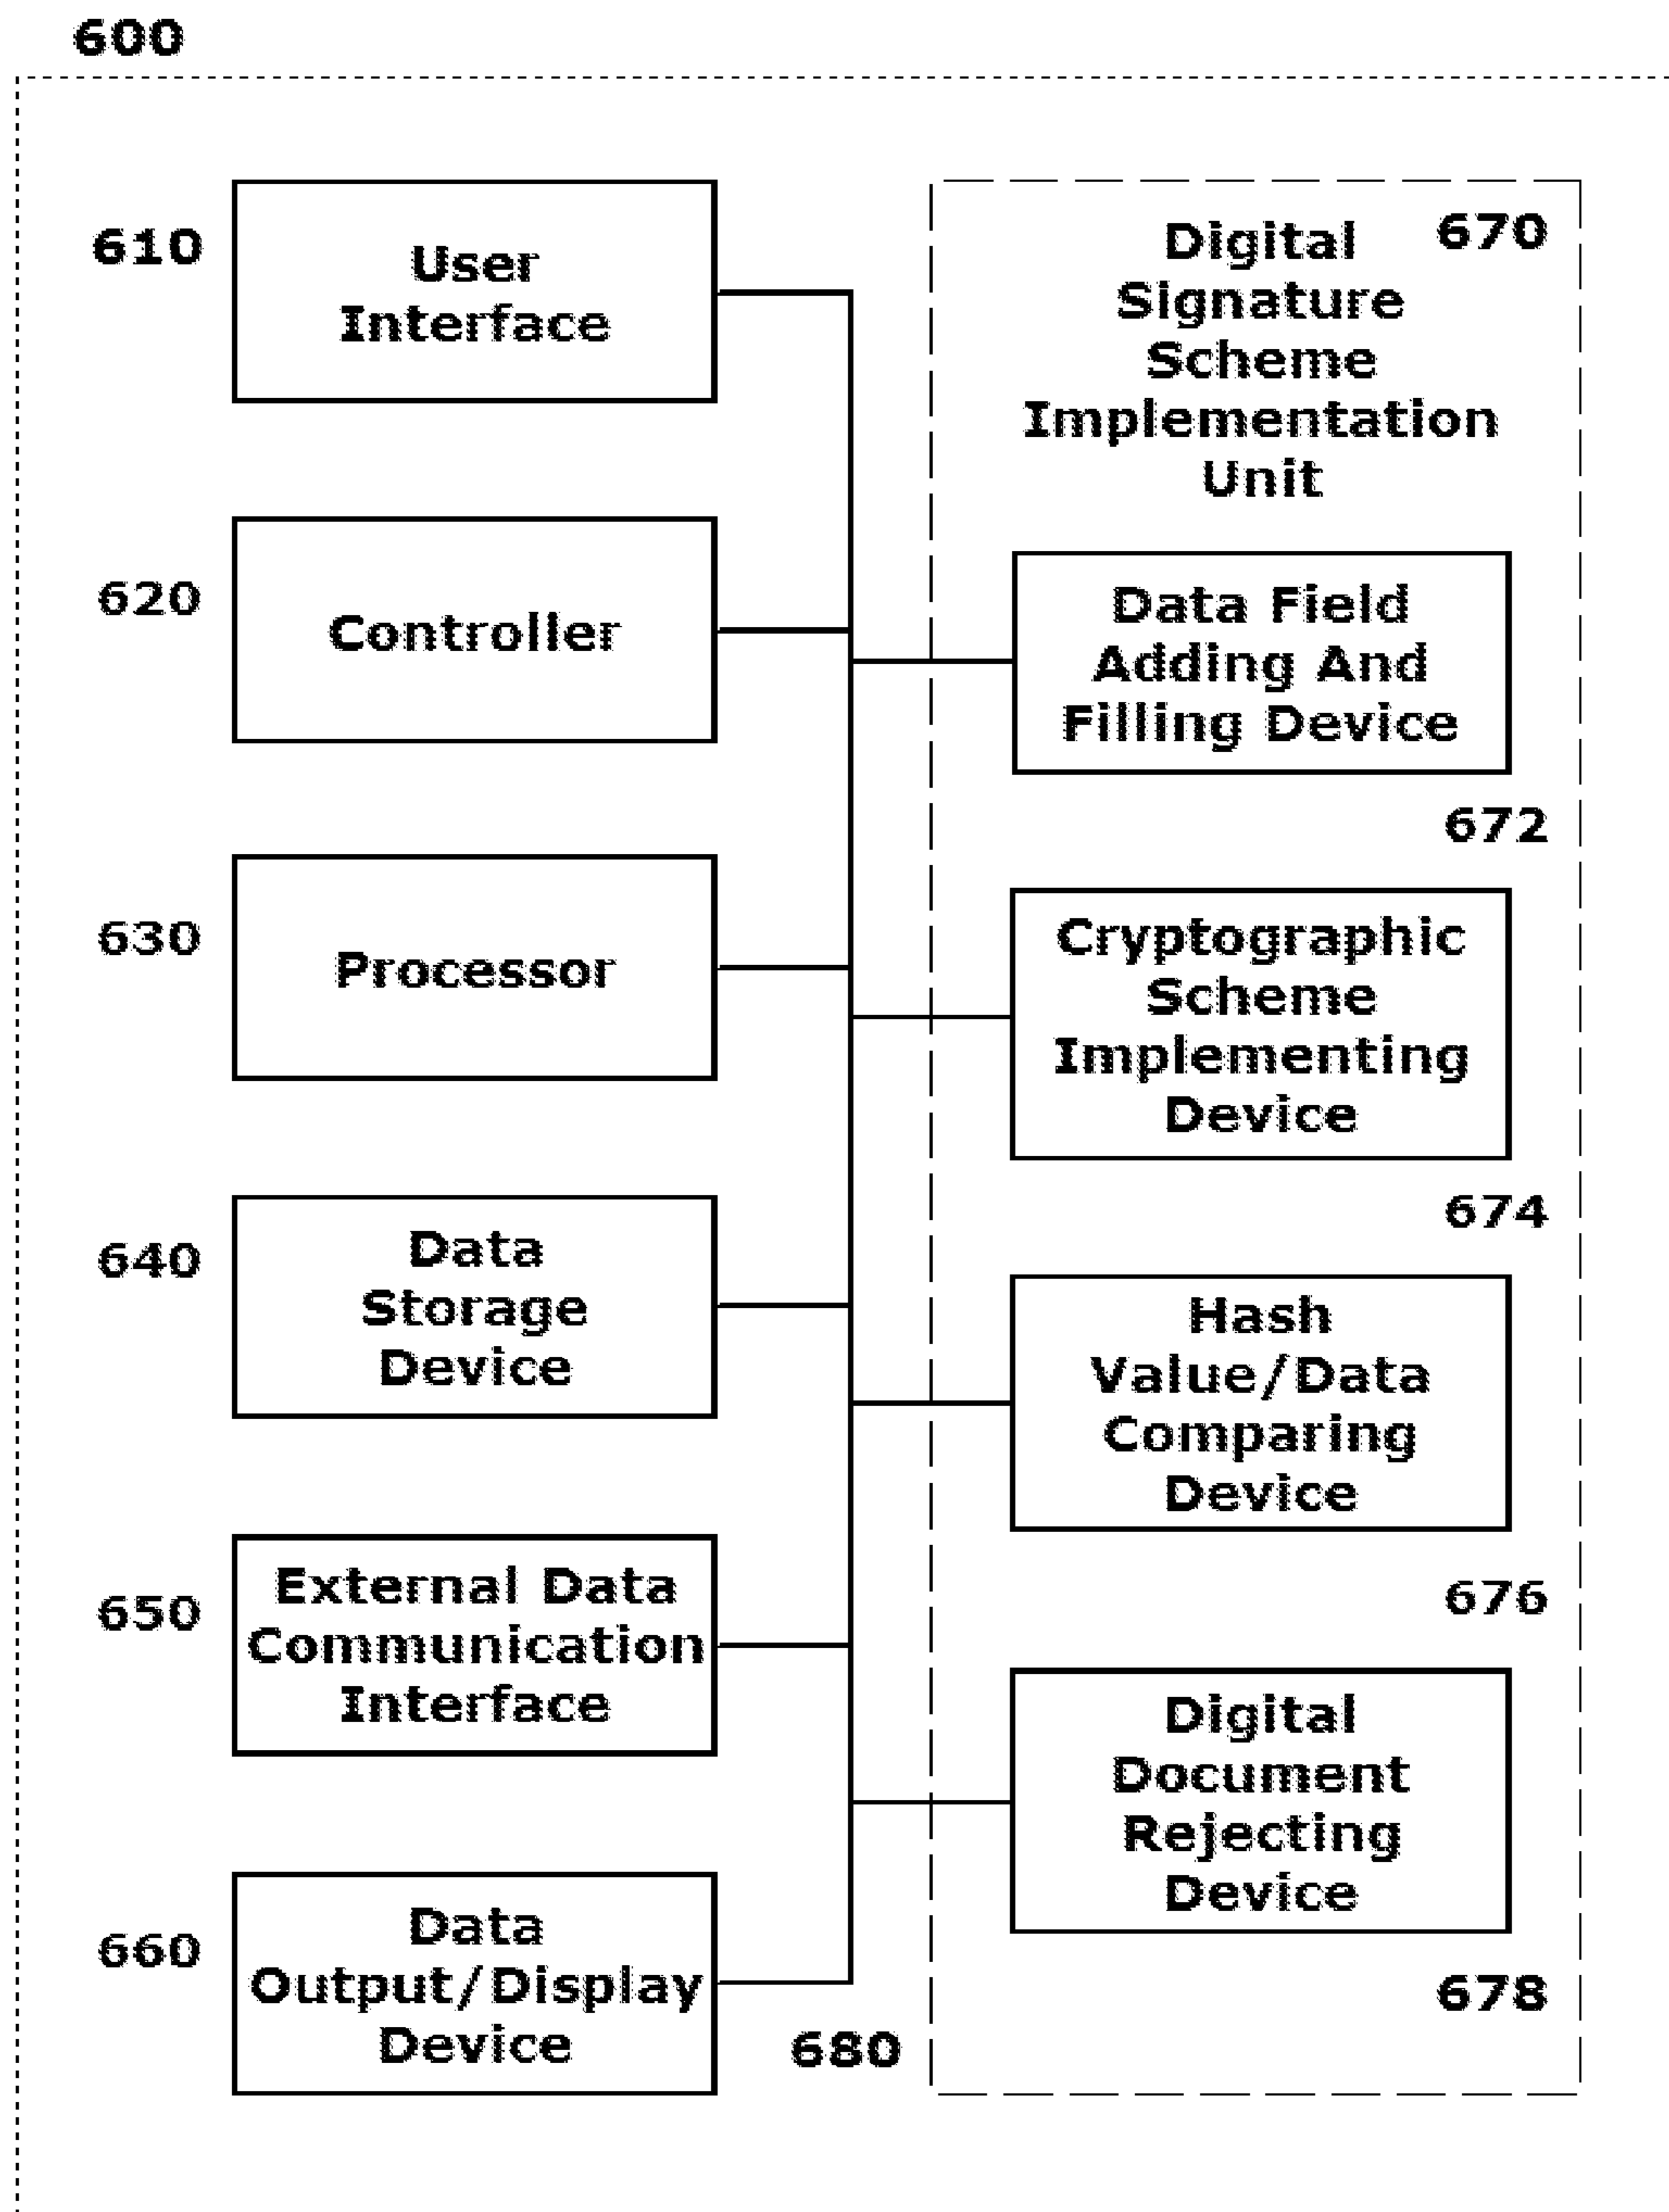 600
610
User
Interface
620
Controller
630
Processor
640
Data
Storage
Device
650
External Data
Communication
Interface
660
Data
Output/Display
Device
680
670
Digital
Signature
Scheme
Implementation
Unit
Data Field
Adding And
Filling Device
672
Cryptographic
Scheme
Implementing
Device
674
Hash
Value/Data
Comparing
Device
676
Digital
Document
Rejecting
Device
678